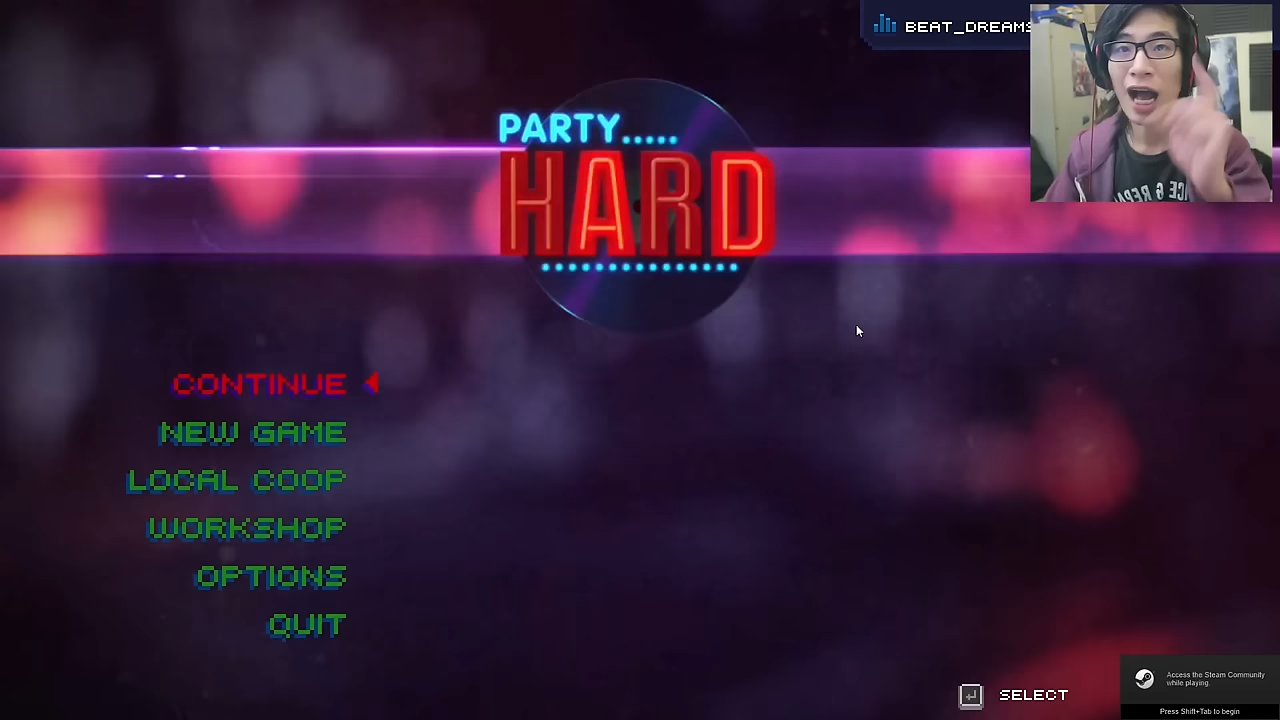 BEAT_DREAMS
PARTY.....
HARD
CONTINUE
NEW GAME
LOCAL COOP
WORKSHOP
OPTIONS
QUIT
SELECT
Access the Steam Community
while playing.
Press Shift+Tab to begin